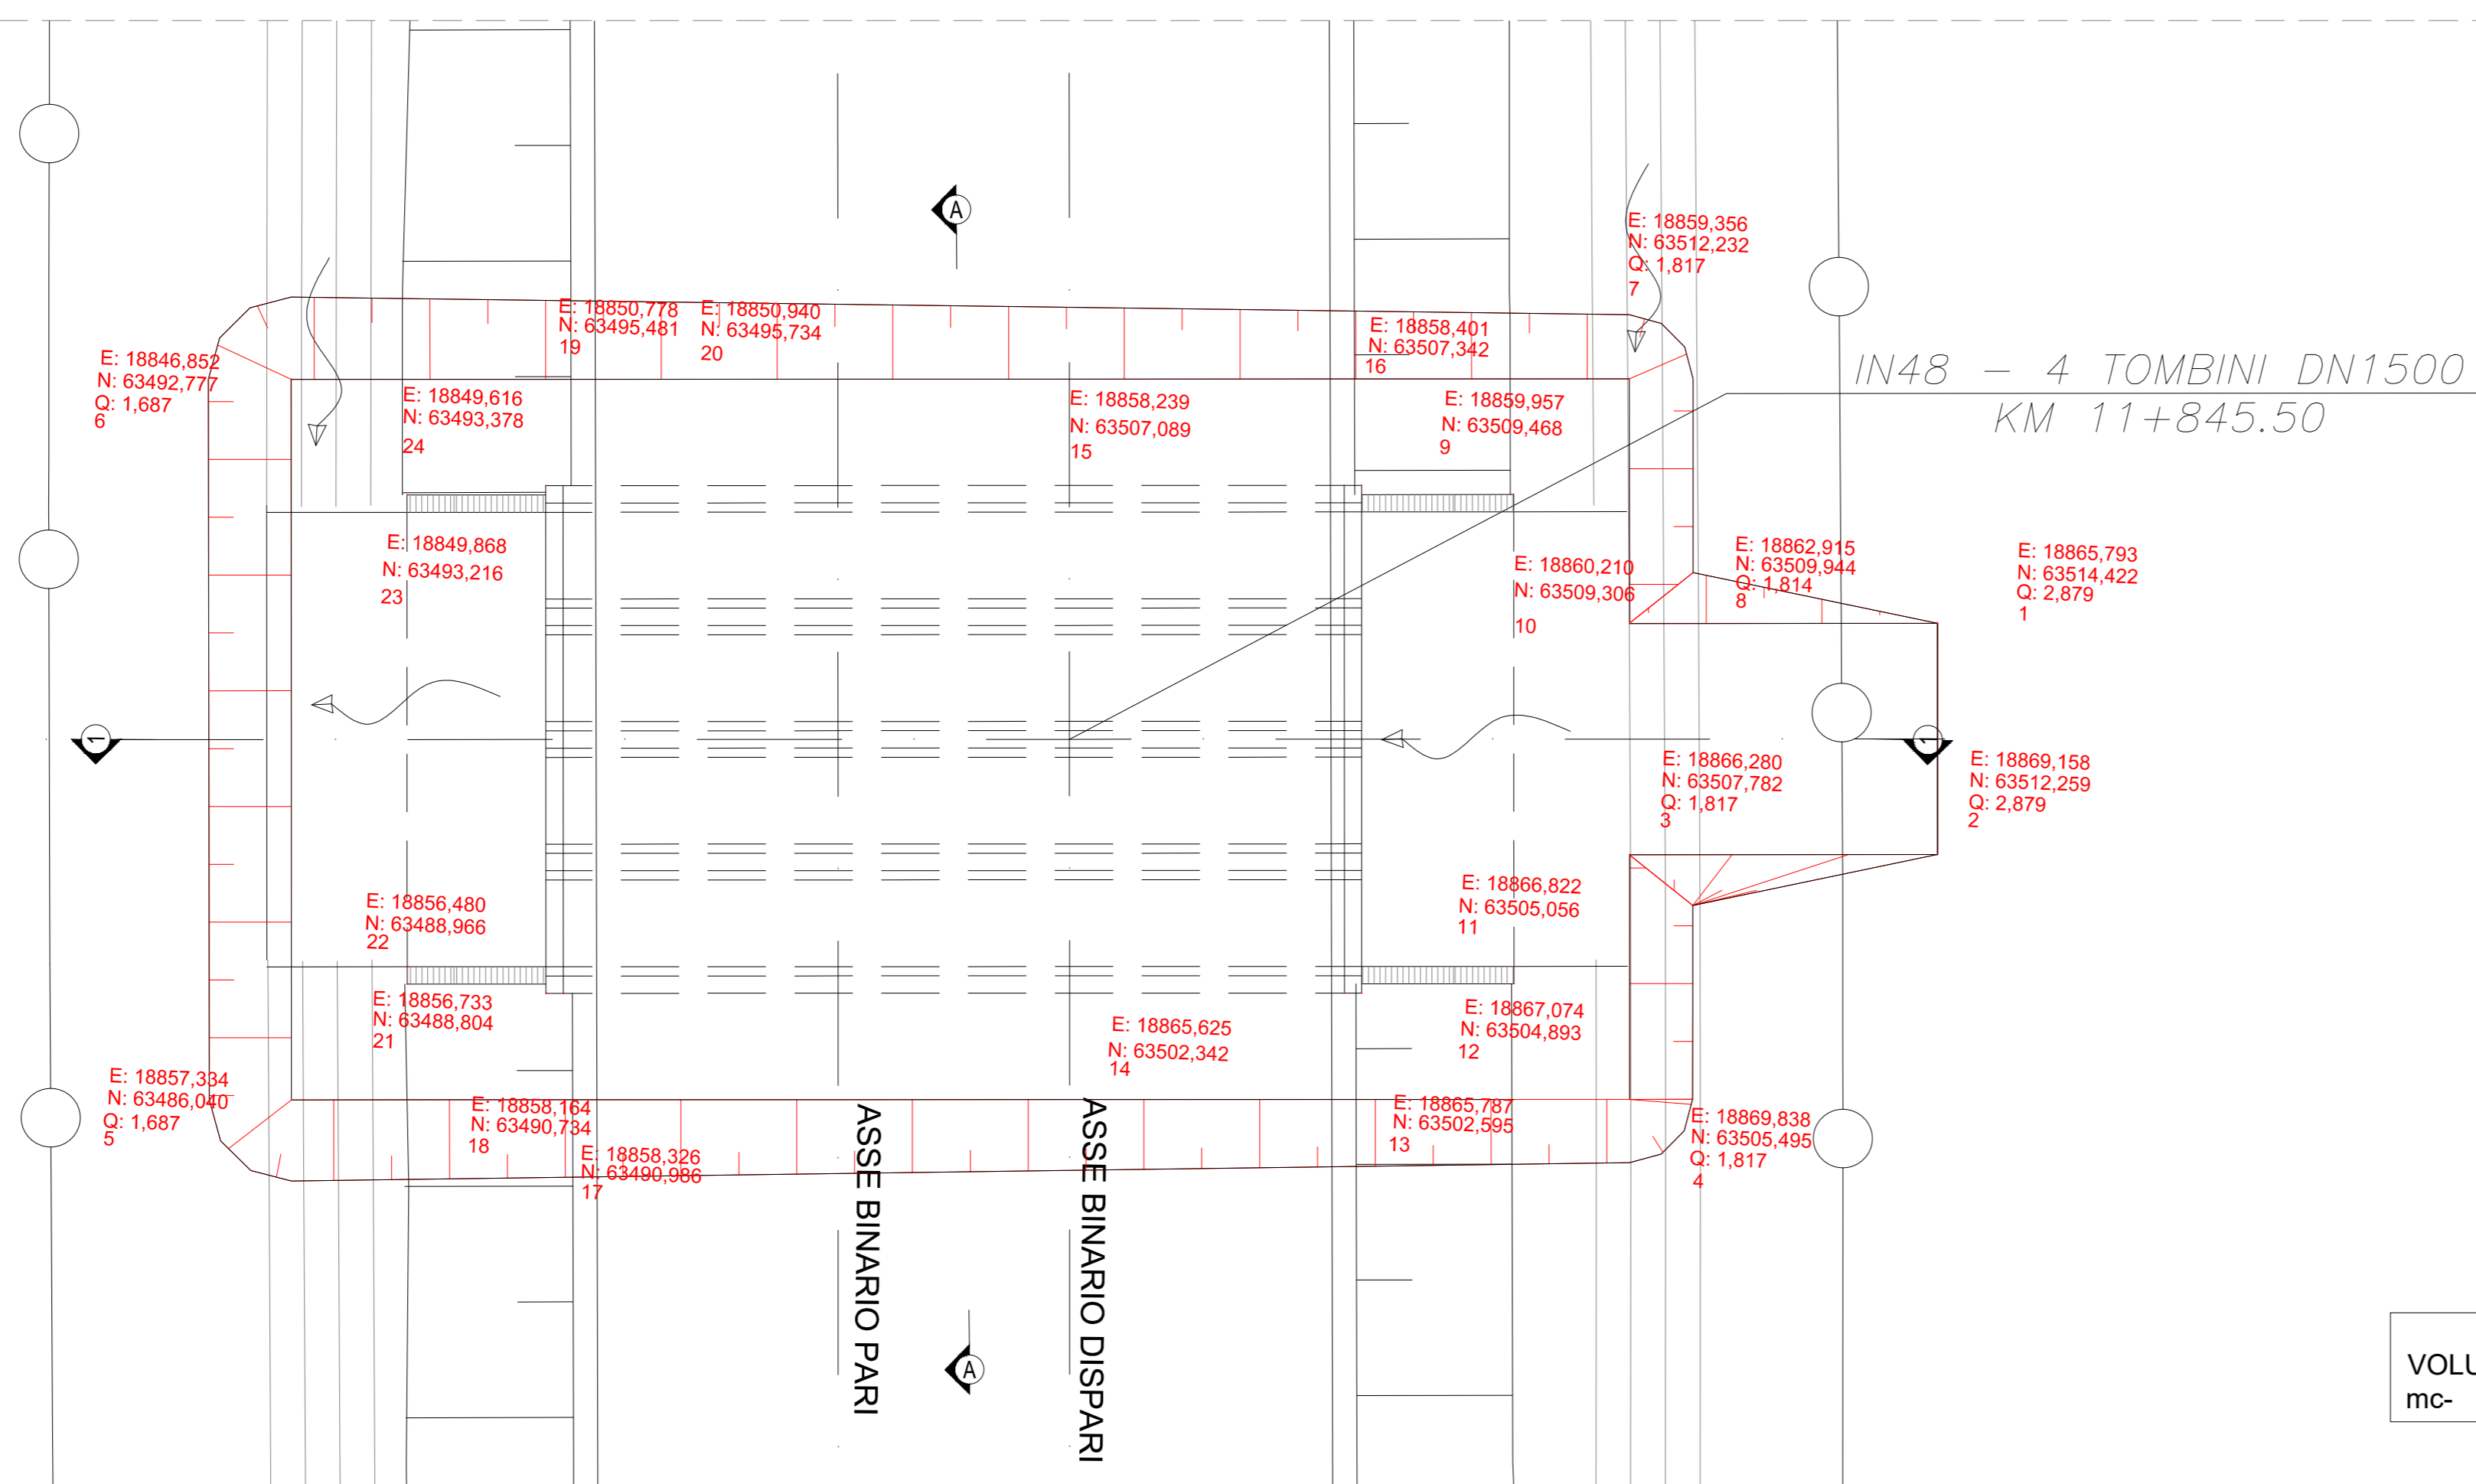 A
E: 18859,356
N: 63512,232
Q: 1,817
7
E: 18850,778
N: 63495,481
19
E: 18850,940
N: 63495,734
20
E: 18858,401
N: 63507,342
16
E: 18846,852
N: 63492,777
Q: 1,687
6
IN48 - 4 TOMBINI DN1500
KM 11+845.50
E: 18849,616
N: 63493,378
24
E: 18858,239
N: 63507,089
15
E: 18859,957
N: 63509,468
9
E: 18849,868
N: 63493,216
23
E: 18860,210
N: 63509,306
10
E: 18862,915
N: 63509,944
Q: 1,814
8
E: 18865,793
N: 63514,422
Q: 2,879
1
1
1
E: 18866,280
N: 63507,782
Q: 1,817
3
E: 18869,158
N: 63512,259
Q: 2,879
2
E: 18856,480
N: 63488,966
22
E: 18866,822
N: 63505,056
11
E: 18856,733
N: 63488,804
21
E: 18865,625
N: 63502,342
14
E: 18867,074
N: 63504,893
12
E: 18857,334
N: 63486,040
Q: 1,687
5
E: 18858,164
N: 63490,734
18
E: 18858,326
N: 63490,986
17
E: 18865,787
N: 63502,595
13
E: 18869,838
N: 63505,495
Q: 1,817
4
ASSE BINARIO PARI
ASSE BINARIO DISPARI
A
VOLU
mc-